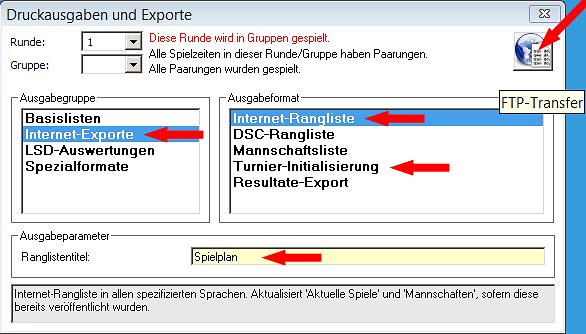 Druckausgaben und Exporte
Runde: 1
Diese Runde wird in Gruppen gespielt.
Gruppe:
Alle Spielzeiten in dieser Runde/Gruppe haben Paarungen.
Alle Paarungen wurden gespielt.
FTP-Transfer
Ausgabegruppe
Basislisten
Internet-Exporte
LSD-Auswertungen
Spezialformate
Ausgabeformat
Internet-Rangliste
DSC-Rangliste
Mannschaftsliste
Turnier-Initialisierung
Resultate-Export
Ausgabeparameter
Ranglistentitel: Spielplan
Internet-Rangliste in allen spezifizierten Sprachen. Aktualisiert 'Aktuelle Spiele' und 'Mannschaften', sofern diese
bereits veröffentlicht wurden.